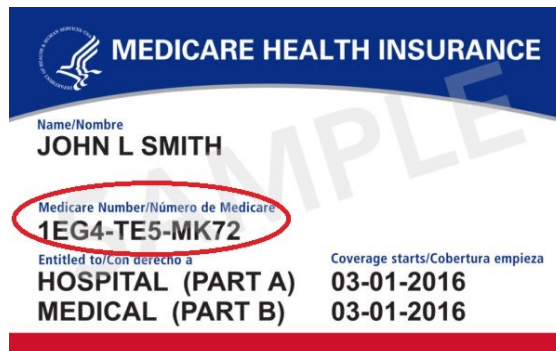 MEDICARE HEALTH INSURANCE
Name/Nombre
JOHN L SMITH
Medicare Number/Número de Medicare
1EG4-TE5-MK72
Entitled to/Con derecho a
HOSPITAL (PART A)
Coverage starts/Cobertura empieza
03-01-2016
MEDICAL (PART B)
03-01-2016
SAMPLE